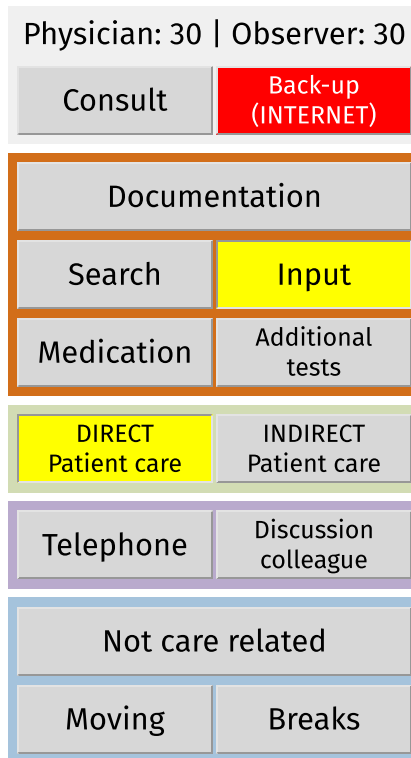 Physician: 30 | Observer: 30
Consult
Back-up
(INTERNET)
Documentation
Search
Input
Medication
Additional
tests
DIRECT
Patient care
INDIRECT
Patient care
Telephone
Discussion
colleague
Not care related
Moving
Breaks